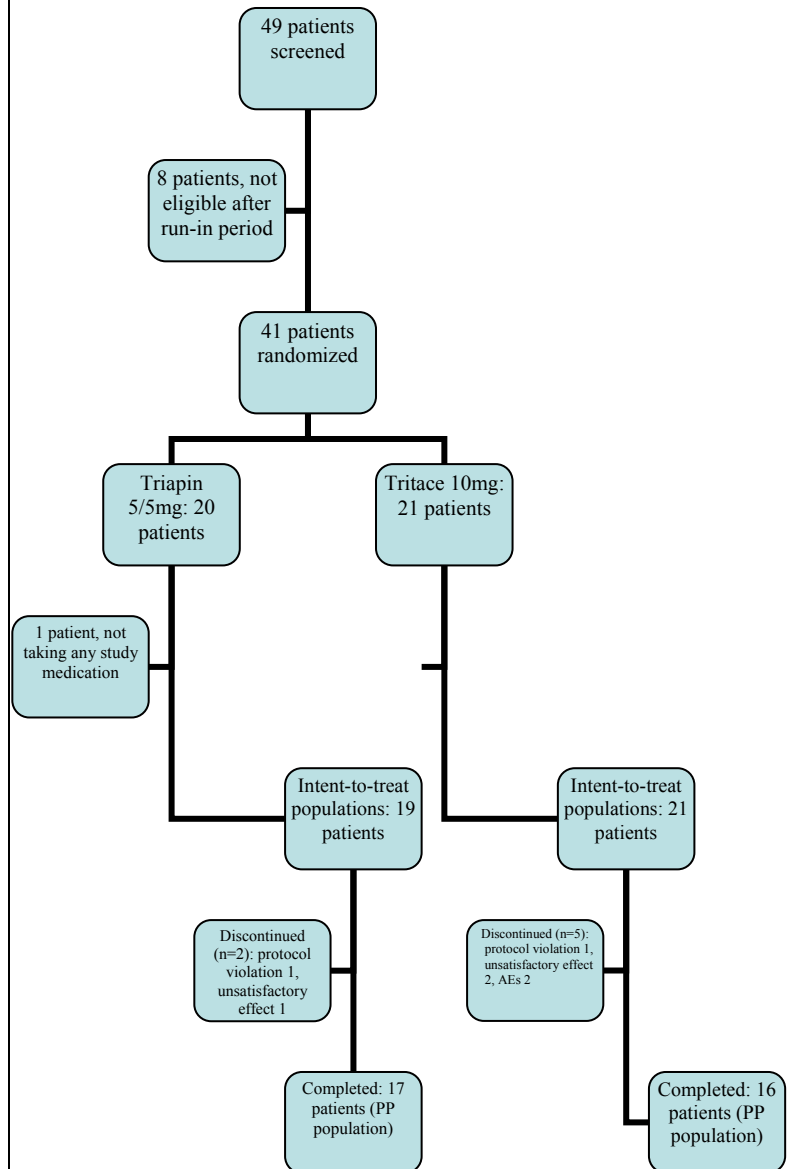 49 patients
screened
8 patients, not
eligible after
run-in period
41 patients
randomized
Triapin
5/5mg: 20
patients
Tritace 10mg:
21 patients
1 patient, not
taking any study
medication
Intent-to-treat
populations: 19
patients
Intent-to-treat
populations: 21
patients
Discontinued
(n=2): protocol
violation 1,
unsatisfactory
effect 1
Discontinued (n=5):
protocol violation 1,
unsatisfactory effect
2, AEs 2
Completed: 17
patients (PP
population)
Completed: 16
patients (PP
population)